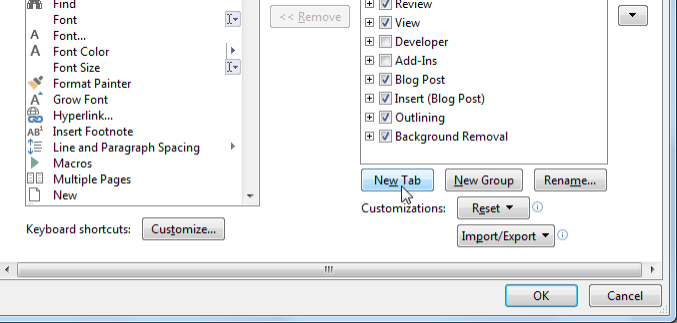 Find
Font
Font...
Font Color
Font Size
Format Painter
Grow Font
Hyperlink...
AB¹ Insert Footnote
Line and Paragraph Spacing
Macros
Multiple Pages
New
<< Remove
Review
View
Developer
Add-Ins
Blog Post
Insert (Blog Post)
Outlining
Background Removal
New Tab New Group Rename...
Customizations: Reset
Import/Export
Keyboard shortcuts: Customize...
OK Cancel